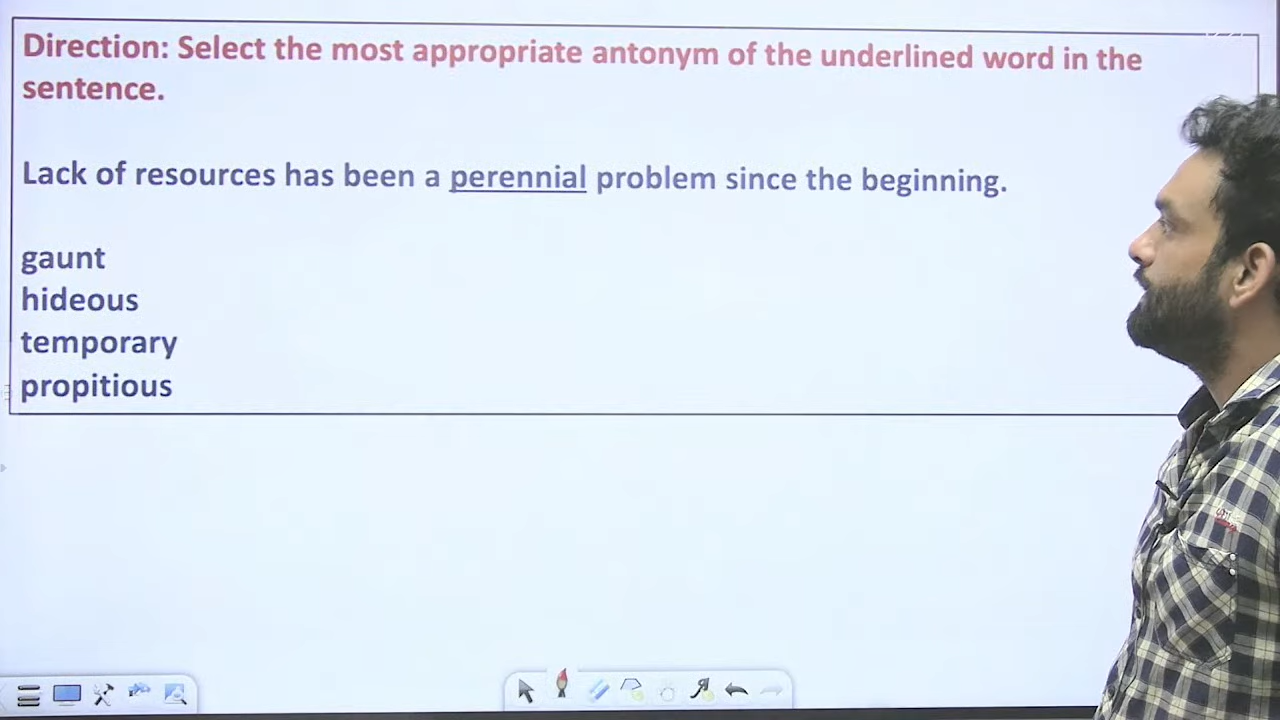 Direction: Select the most appropriate antonym of the underlined word in the
sentence.
Lack of resources has been a perennial problem since the beginning.
gaunt
hideous
temporary
propitious